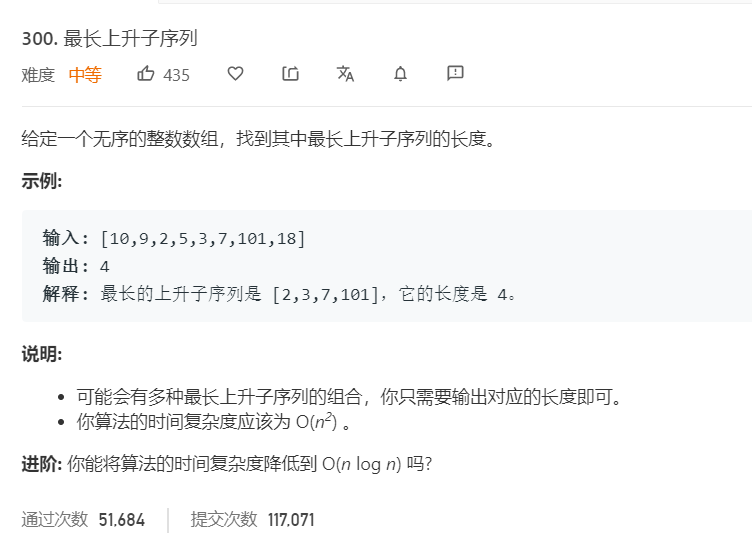 300. 最长上升子序列
难度 中等 435
给定一个无序的整数数组，找到其中最长上升子序列的长度。
示例:
输入: [10,9,2,5,3,7,101,18]
输出: 4
解释: 最长的上升子序列是 [2,3,7,101]，它的长度是 4。
说明:
• 可能会有多种最长上升子序列的组合，你只需要输出对应的长度即可。
• 你算法的时间复杂度应该为 O(n²) 。
进阶: 你能将算法的时间复杂度降低到 O(n log n) 吗?
通过次数 51,684 提交次数 117,071